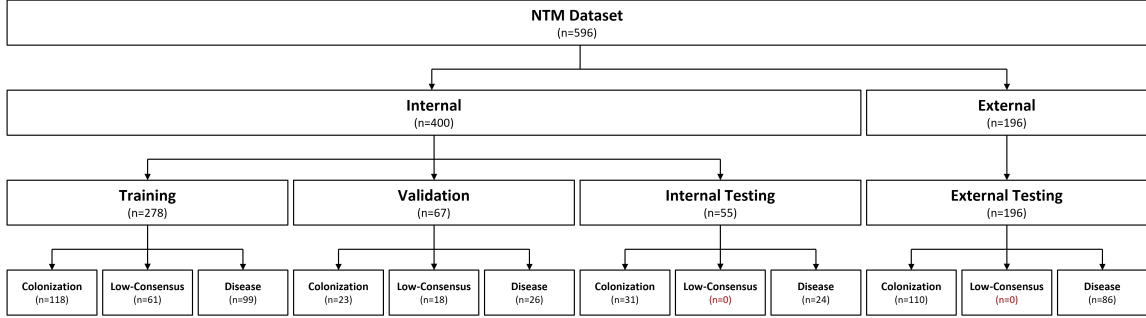 NTM Dataset
(n=596)
Internal
(n=400)
External
(n=196)
Training
(n=278)
Validation
(n=67)
Internal Testing
(n=55)
External Testing
(n=196)
Colonization
(n=118)
Low-Consensus
(n=61)
Disease
(n=99)
Colonization
(n=23)
Low-Consensus
(n=18)
Disease
(n=26)
Colonization
(n=31)
Low-Consensus
(n=0)
Disease
(n=24)
Colonization
(n=110)
Low-Consensus
(n=0)
Disease
(n=86)